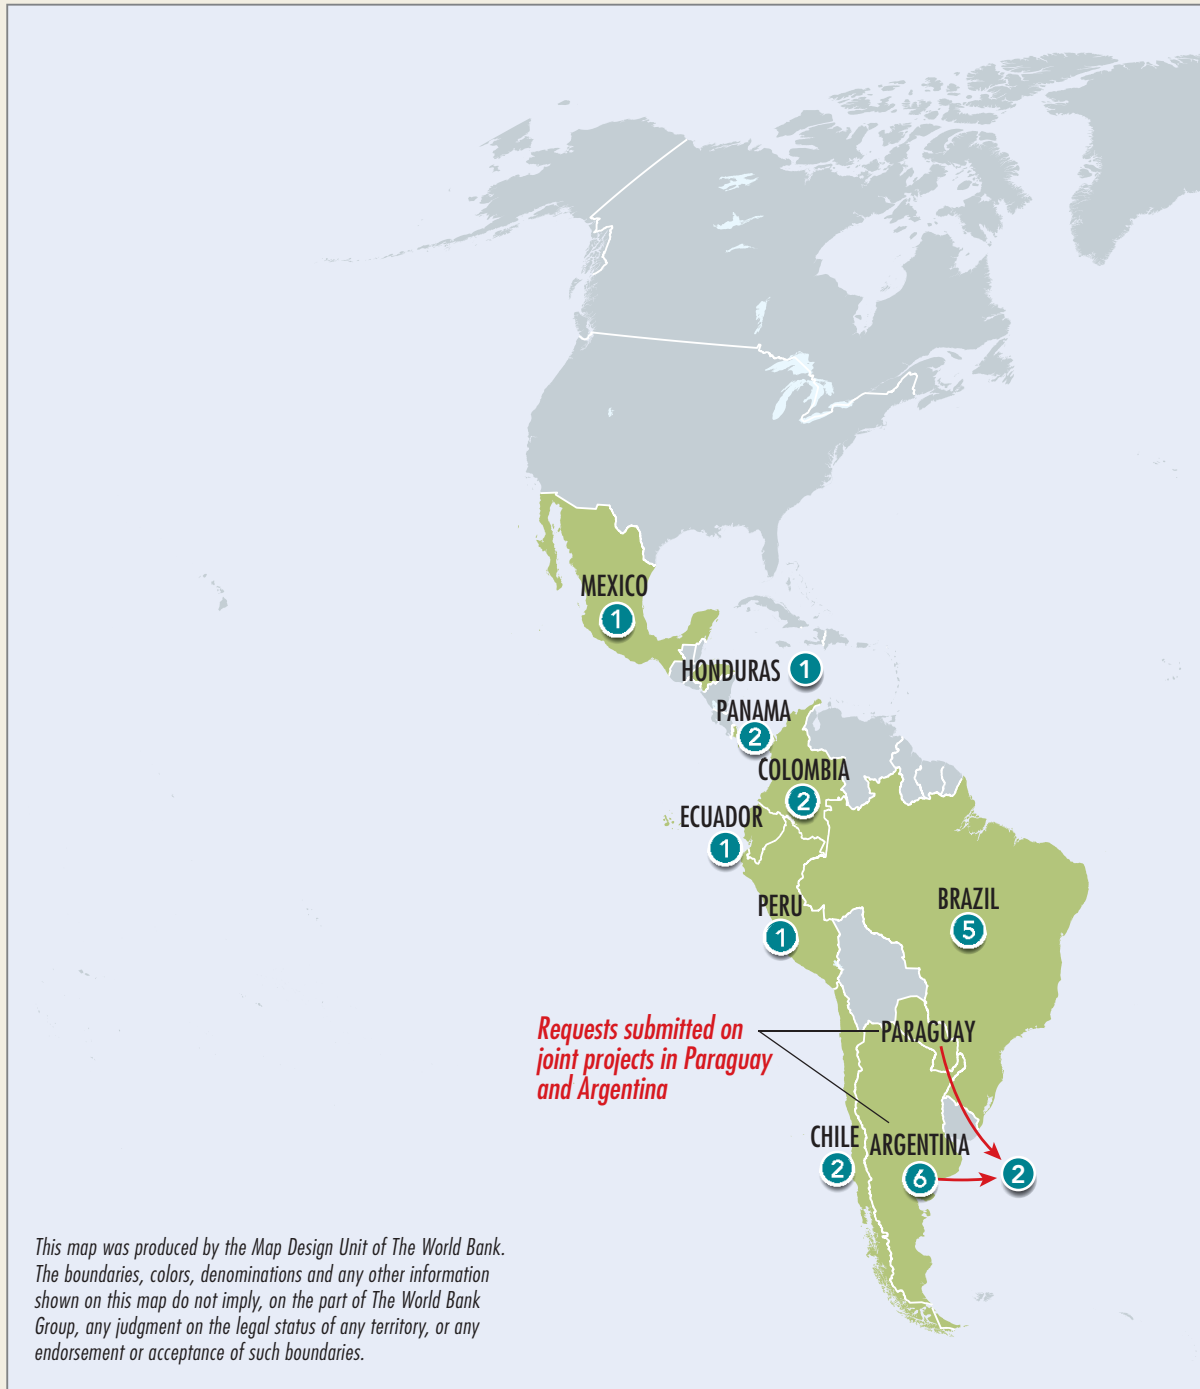 MEXICO
1
HONDURAS 1
PANAMA
2
COLOMBIA
2
ECUADOR
1
PERU
1
BRAZIL
5
Requests submitted on
joint projects in Paraguay
and Argentina
PARAGUAY
CHILE
2
ARGENTINA
6
2
This map was produced by the Map Design Unit of The World Bank.
The boundaries, colors, denominations and any other information
shown on this map do not imply, on the part of The World Bank
Group, any judgment on the legal status of any territory, or any
endorsement or acceptance of such boundaries.